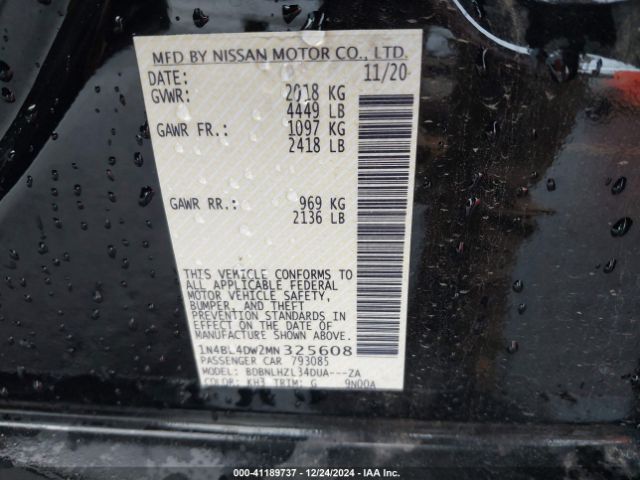 MFD BY NISSAN MOTOR CO., LTD.
DATE: 11/20
GVWR: 2018 KG
4449 LB
GAWR FR.: 1097 KG
2418 LB
GAWR RR.: 969 KG
2136 LB
THIS VEHICLE CONFORMS TO
ALL APPLICABLE FEDERAL
MOTOR VEHICLE SAFETY,
BUMPER, AND THEFT
PREVENTION STANDARDS IN
EFFECT ON THE DATE OF
MANUFACTURE SHOWN ABOVE.
1N4BL4DW2MN325608
PASSENGER CAR 793085
MODEL: BDBNLHZL34DUA---ZA
COLOR: KH3 TRIM: G 9N00A
000-41189737 - 12/24/2024 - IAA Inc.